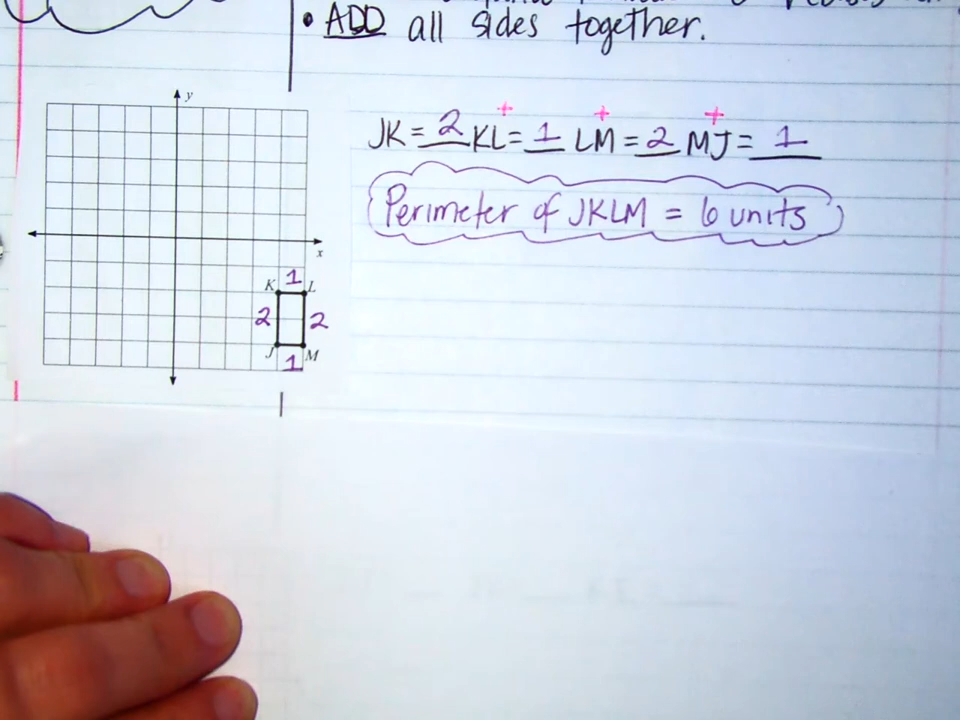 • ADD all sides together.
y
+ + +
JK = 2 KL = 1 LM = 2 MJ = 1
Perimeter of JKLM = 6 units
x
K 1 L
2 2
J M
1